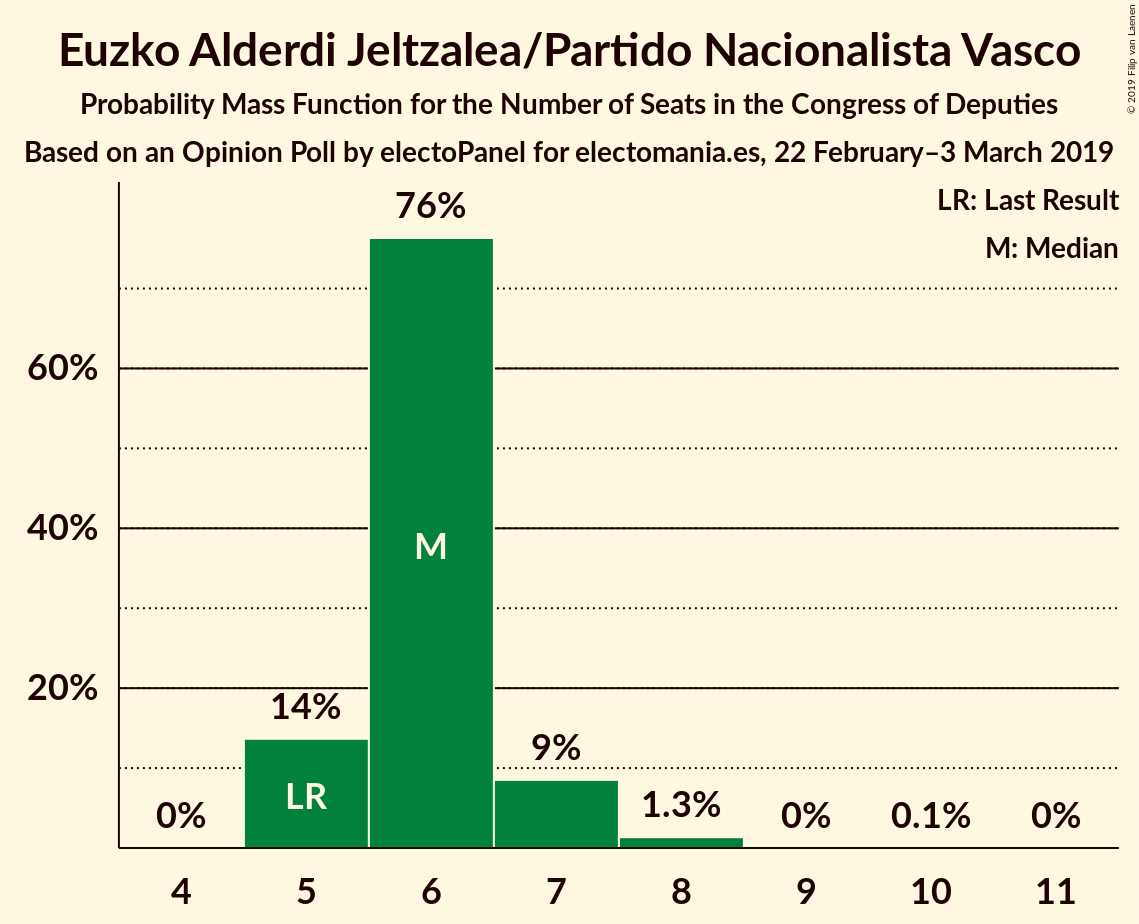 Euzko Alderdi Jeltzalea/Partido Nacionalista Vasco
Probability Mass Function for the Number of Seats in the Congress of Deputies
Based on an Opinion Poll by electoPanel for electomania.es, 22 February–3 March 2019
© 2019 Filip van Laenen
LR: Last Result
M: Median
76%
60%
40%
20%
M
14%
LR
9%
1.3%
0%
0%
0.1%
0%
4 5 6 7 8 9 10 11